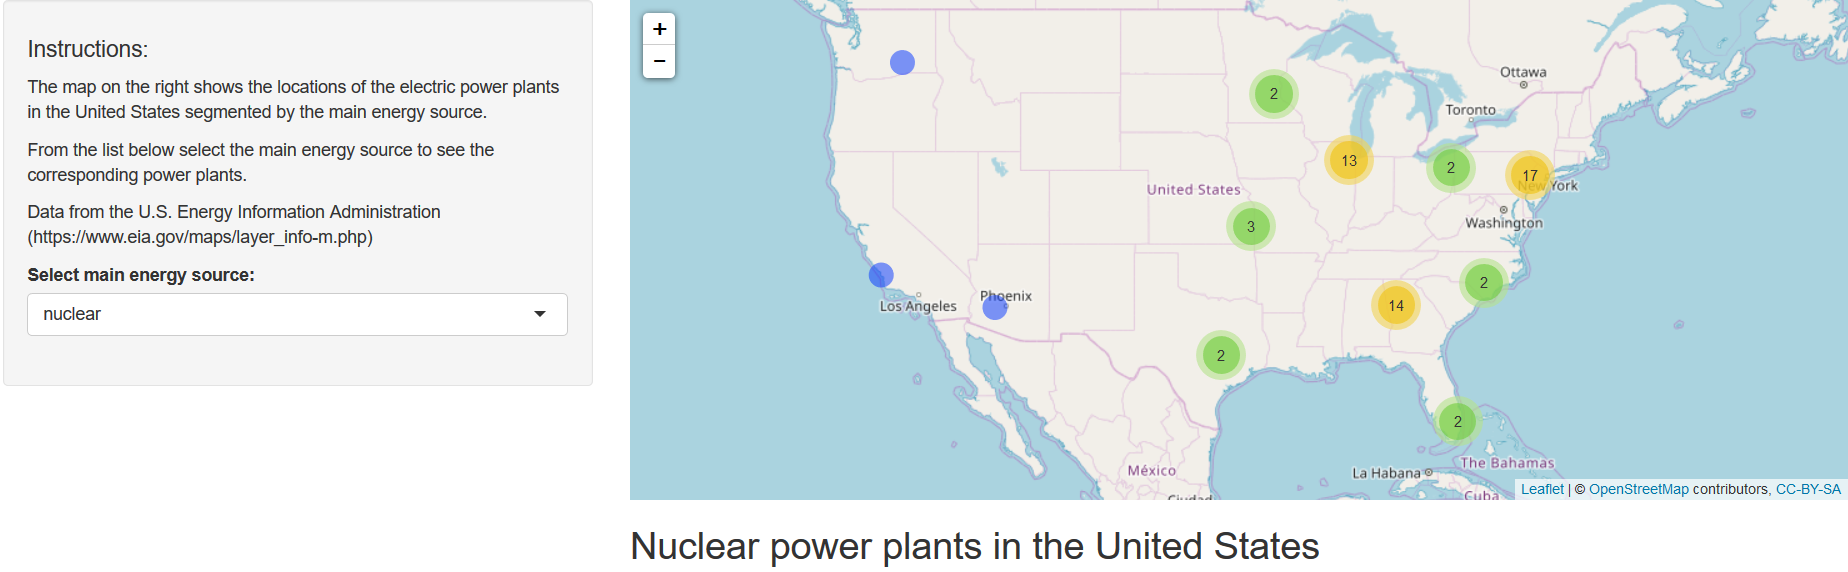 Instructions:
The map on the right shows the locations of the electric power plants
in the United States segmented by the main energy source.
From the list below select the main energy source to see the
corresponding power plants.
Data from the U.S. Energy Information Administration
(https://www.eia.gov/maps/layer_info-m.php)
Select main energy source:
nuclear
+
−
Ottawa
2
Toronto
13
2
17
New York
United States
Washington
3
2
Phoenix
Los Angeles
14
2
2
México
La Habana
The Bahamas
Cuba
Ciudad
Leaflet | © OpenStreetMap contributors, CC-BY-SA
Nuclear power plants in the United States